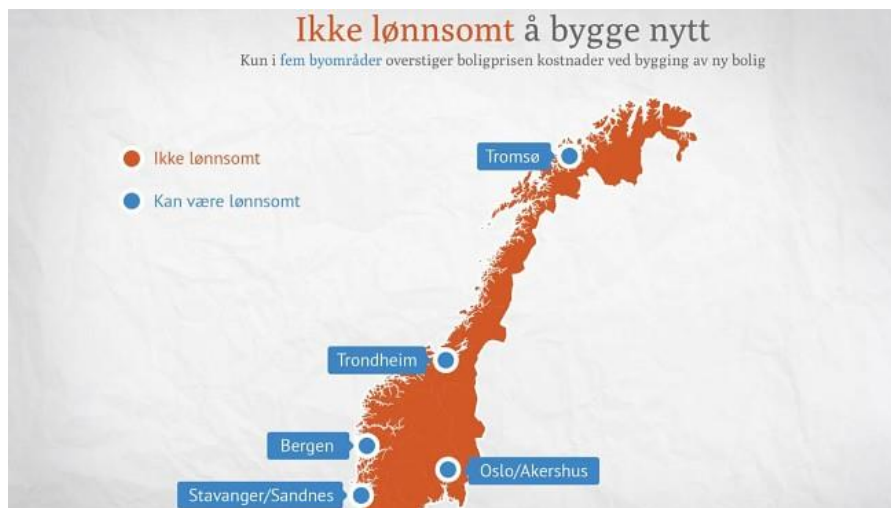 Ikke lønnsomt å bygge nytt
Kun i fem byområder overstiger boligprisen kostnader ved bygging av ny bolig
Ikke lønnsomt
Kan være lønnsomt
Tromsø
Trondheim
Bergen
Oslo/Akershus
Stavanger/Sandnes